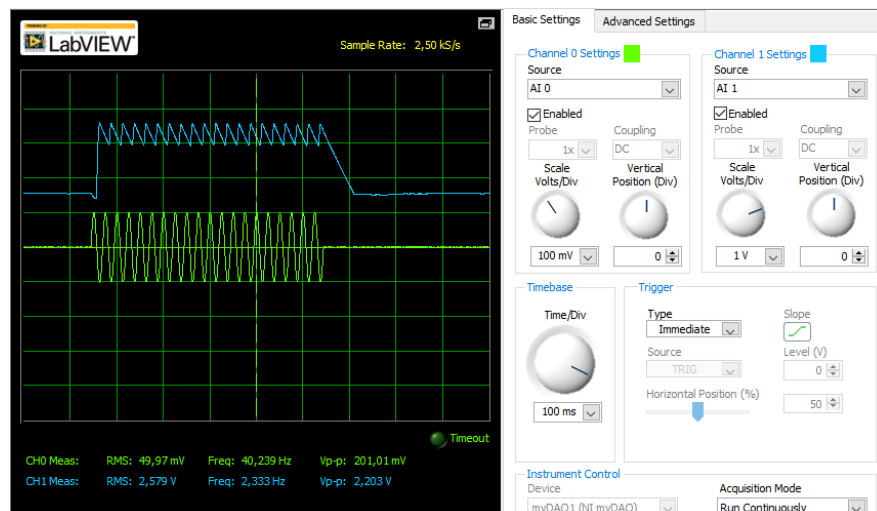 POWERED BY
NATIONAL INSTRUMENTS
LabVIEW
Sample Rate: 2,50 kS/s
Timeout
CH0 Meas: RMS: 49,97 mV Freq: 40,239 Hz Vp-p: 201,01 mV
CH1 Meas: RMS: 2,579 V Freq: 2,333 Hz Vp-p: 2,203 V
Basic Settings Advanced Settings
Channel 0 Settings Channel 1 Settings
Source Source
AI 0 AI 1
Enabled Enabled
Probe Coupling Probe Coupling
1x DC 1x DC
Scale Vertical Scale Vertical
Volts/Div Position (Div) Volts/Div Position (Div)
100 mV 0 1 V 0
Timebase Trigger
Time/Div Type Slope
Immediate
Source Level (V)
TRIG 0
Horizontal Position (%)
50
100 ms
Instrument Control
Device Acquisition Mode
myDAQ1 (NI myDAQ) Run Continuously